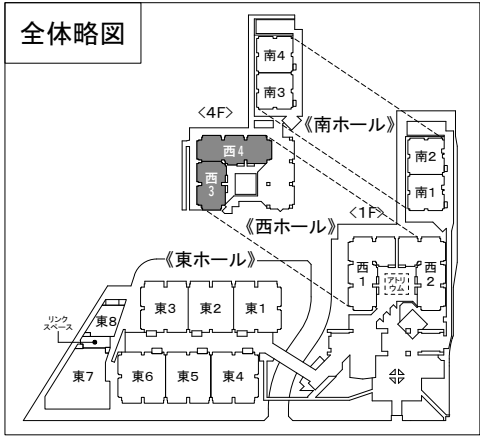 全体略図
南4
南3
<4F>
《南ホール》
西4
西3
南2
南1
《西ホール》
<1F>
西1
アトリウム
西2
《東ホール》
東3
東2
東1
リンク
スペース
東8
東7
東6
東5
東4